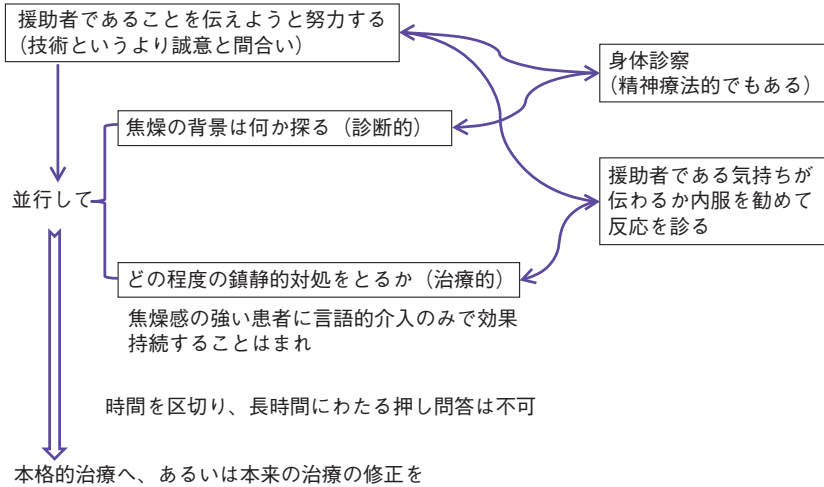 援助者であることを伝えようと努力する
（技術というより誠意と間合い）
身体診察
（精神療法的でもある）
焦燥の背景は何か探る（診断的）
援助者である気持ちが
伝わるか内服を勧めて
反応を診る
並行して
どの程度の鎮静的対処をとるか（治療的）
焦燥感の強い患者に言語的介入のみで効果
持続することはまれ
時間を区切り、長時間にわたる押し問答は不可
本格的治療へ、あるいは本来の治療の修正を